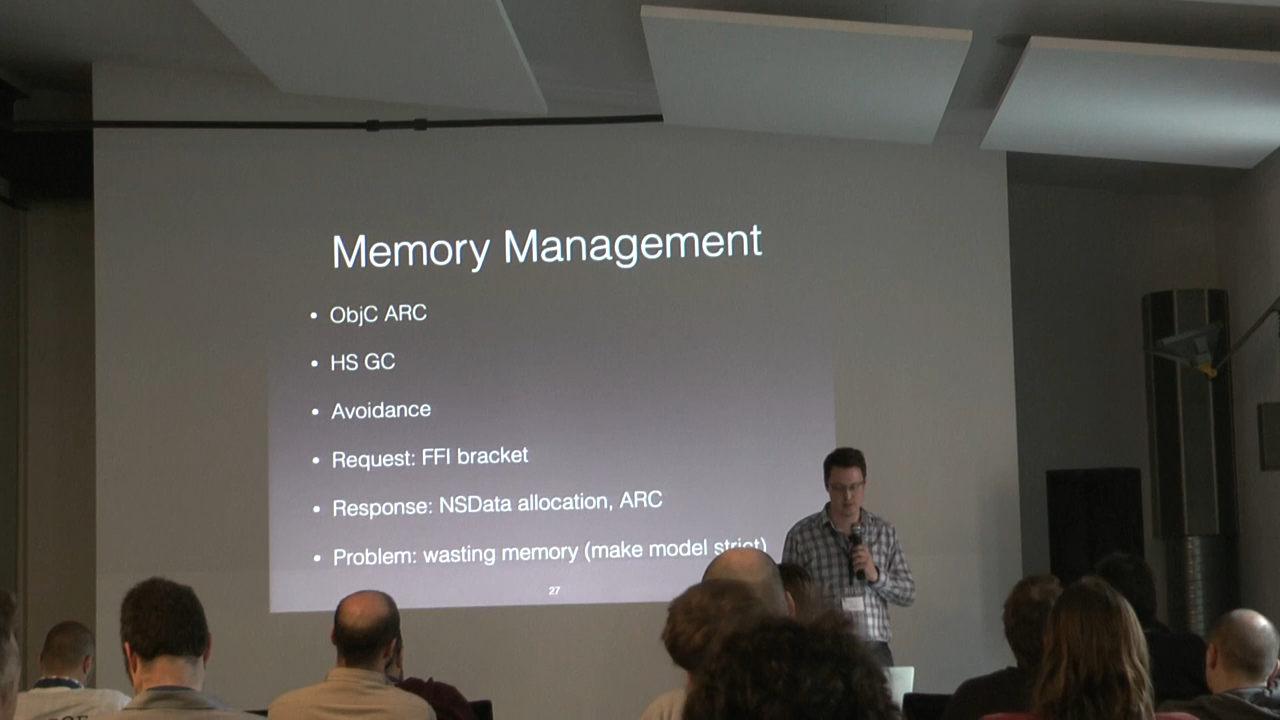 Memory Management
• ObjC ARC
• HS GC
• Avoidance
• Request: FFI bracket
• Response: NSData allocation, ARC
• Problem: wasting memory (make model strict)
27